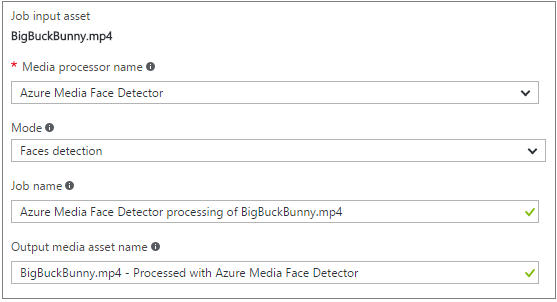 Job input asset
BigBuckBunny.mp4
* Media processor name
Azure Media Face Detector
Mode
Faces detection
Job name
Azure Media Face Detector processing of BigBuckBunny.mp4
Output media asset name
BigBuckBunny.mp4 - Processed with Azure Media Face Detector